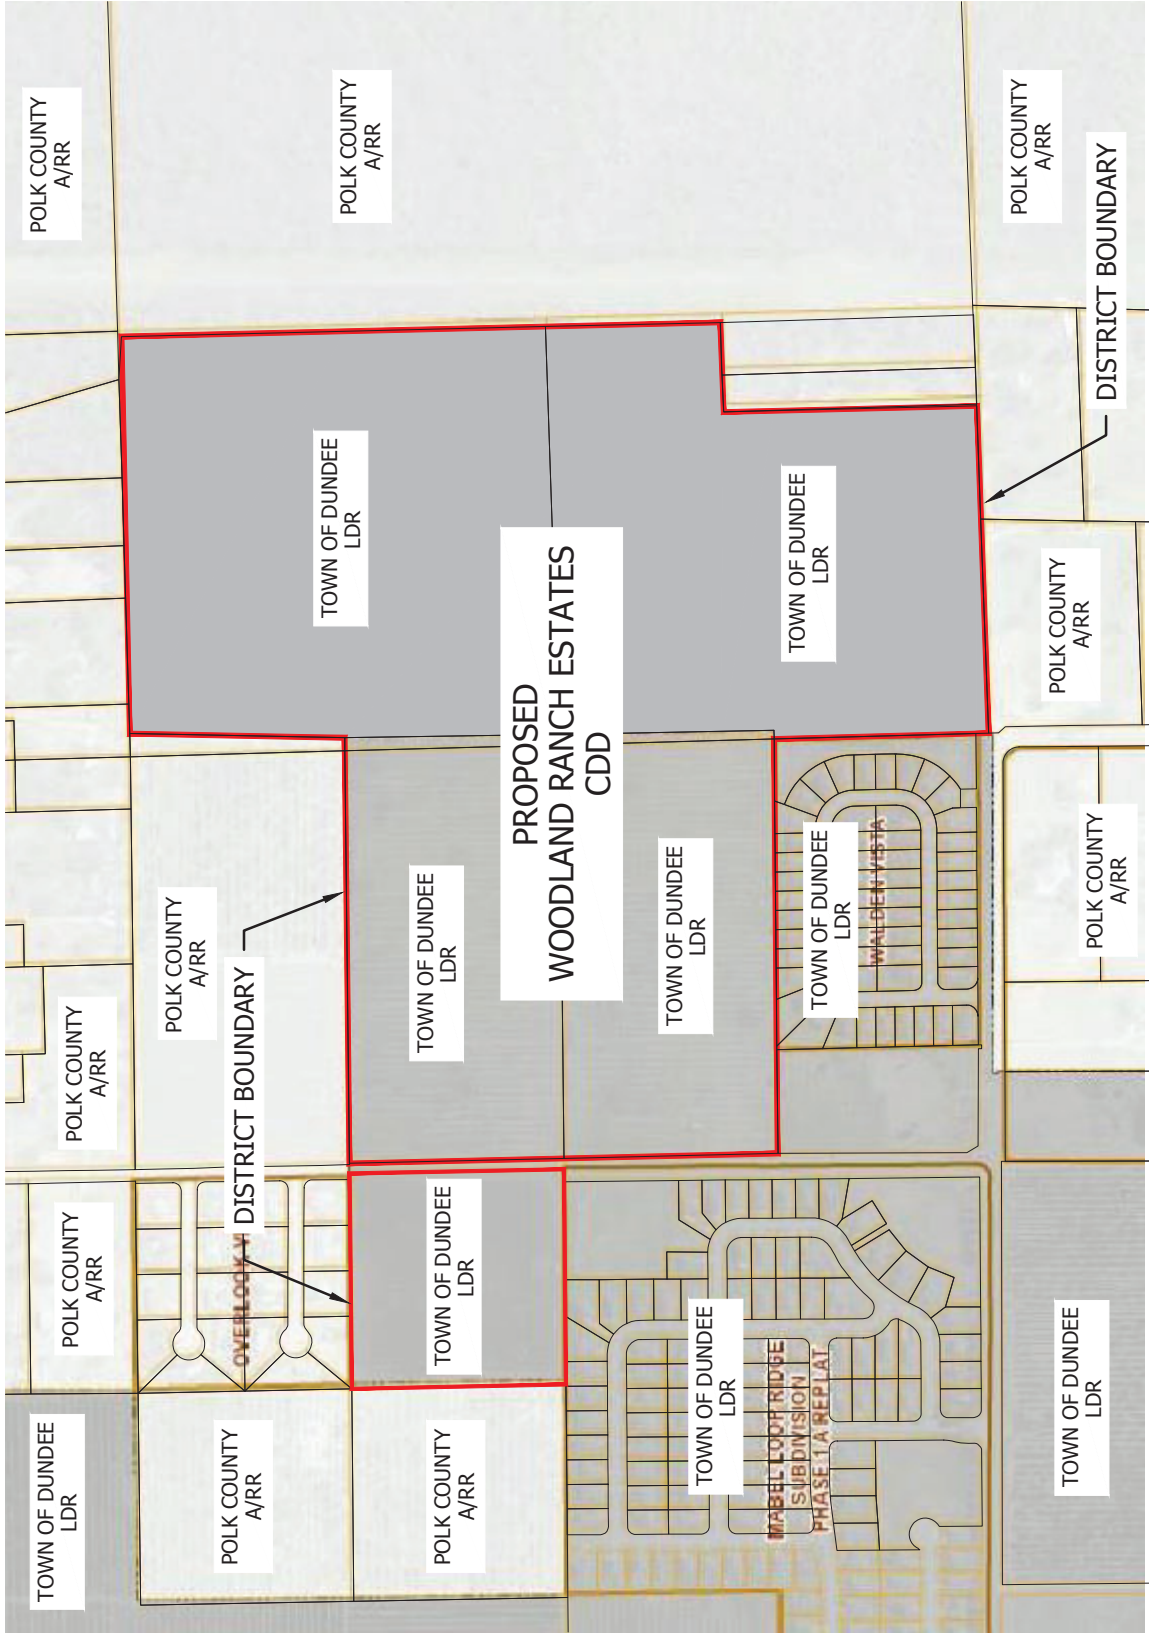 TOWN OF DUNDEE
LDR
POLK COUNTY
A/RR
POLK COUNTY
A/RR
POLK COUNTY
A/RR
POLK COUNTY
A/RR
OVERLOOK
DISTRICT BOUNDARY
POLK COUNTY
A/RR
TOWN OF DUNDEE
LDR
POLK COUNTY
A/RR
POLK COUNTY
A/RR
TOWN OF DUNDEE
LDR
TOWN OF DUNDEE
LDR
PROPOSED
WOODLAND RANCH ESTATES
CDD
TOWN OF DUNDEE
LDR
TOWN OF DUNDEE
LDR
MABEL LOOP RIDGE
SUBDIVISION
PHASE 1A REPLAT
TOWN OF DUNDEE
LDR
WALDEN VISTA
TOWN OF DUNDEE
LDR
TOWN OF DUNDEE
LDR
POLK COUNTY
A/RR
POLK COUNTY
A/RR
DISTRICT BOUNDARY
POLK COUNTY
A/RR